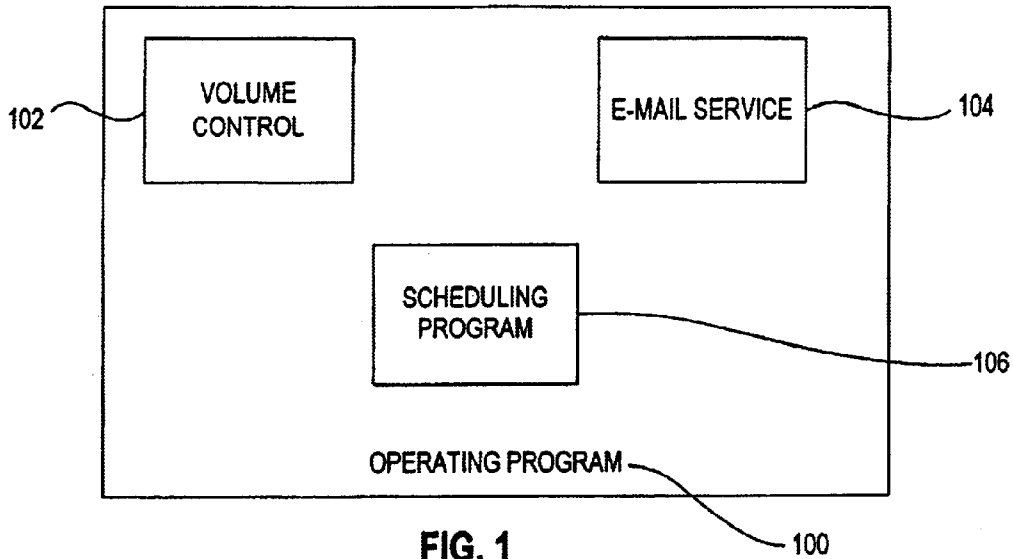 VOLUME
CONTROL
102
E-MAIL SERVICE
104
SCHEDULING
PROGRAM
106
OPERATING PROGRAM
100
FIG. 1